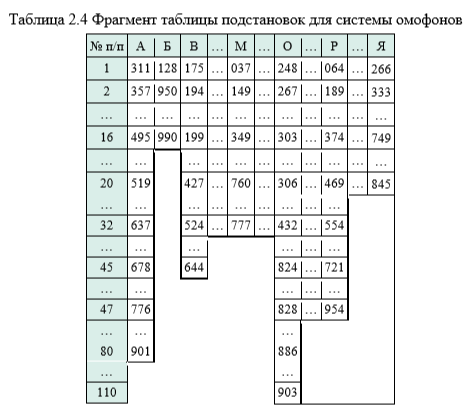 Таблица 2.4 Фрагмент таблицы подстановок для системы омофонов
№ п/п А Б В ... М ... О ... Р ... Я
1 311 128 175 ... 037 ... 248 ... 064 ... 266
2 357 950 194 ... 149 ... 267 ... 189 ... 333
... ... ... ... ... ... ... ... ... ... ... ...
16 495 990 199 ... 349 ... 303 ... 374 ... 749
... ... ... ... ... ... ... ... ... ... ...
20 519 427 ... 760 ... 306 ... 469 ... 845
... ... ... ... ... ... ... ... ...
32 637 524 ... 777 ... 432 ... 554
... ... ... ... ... ...
45 678 644 824 ... 721
... ... ... ... ...
47 776 828 ... 954
... ... ...
80 901 886
... ...
110 903